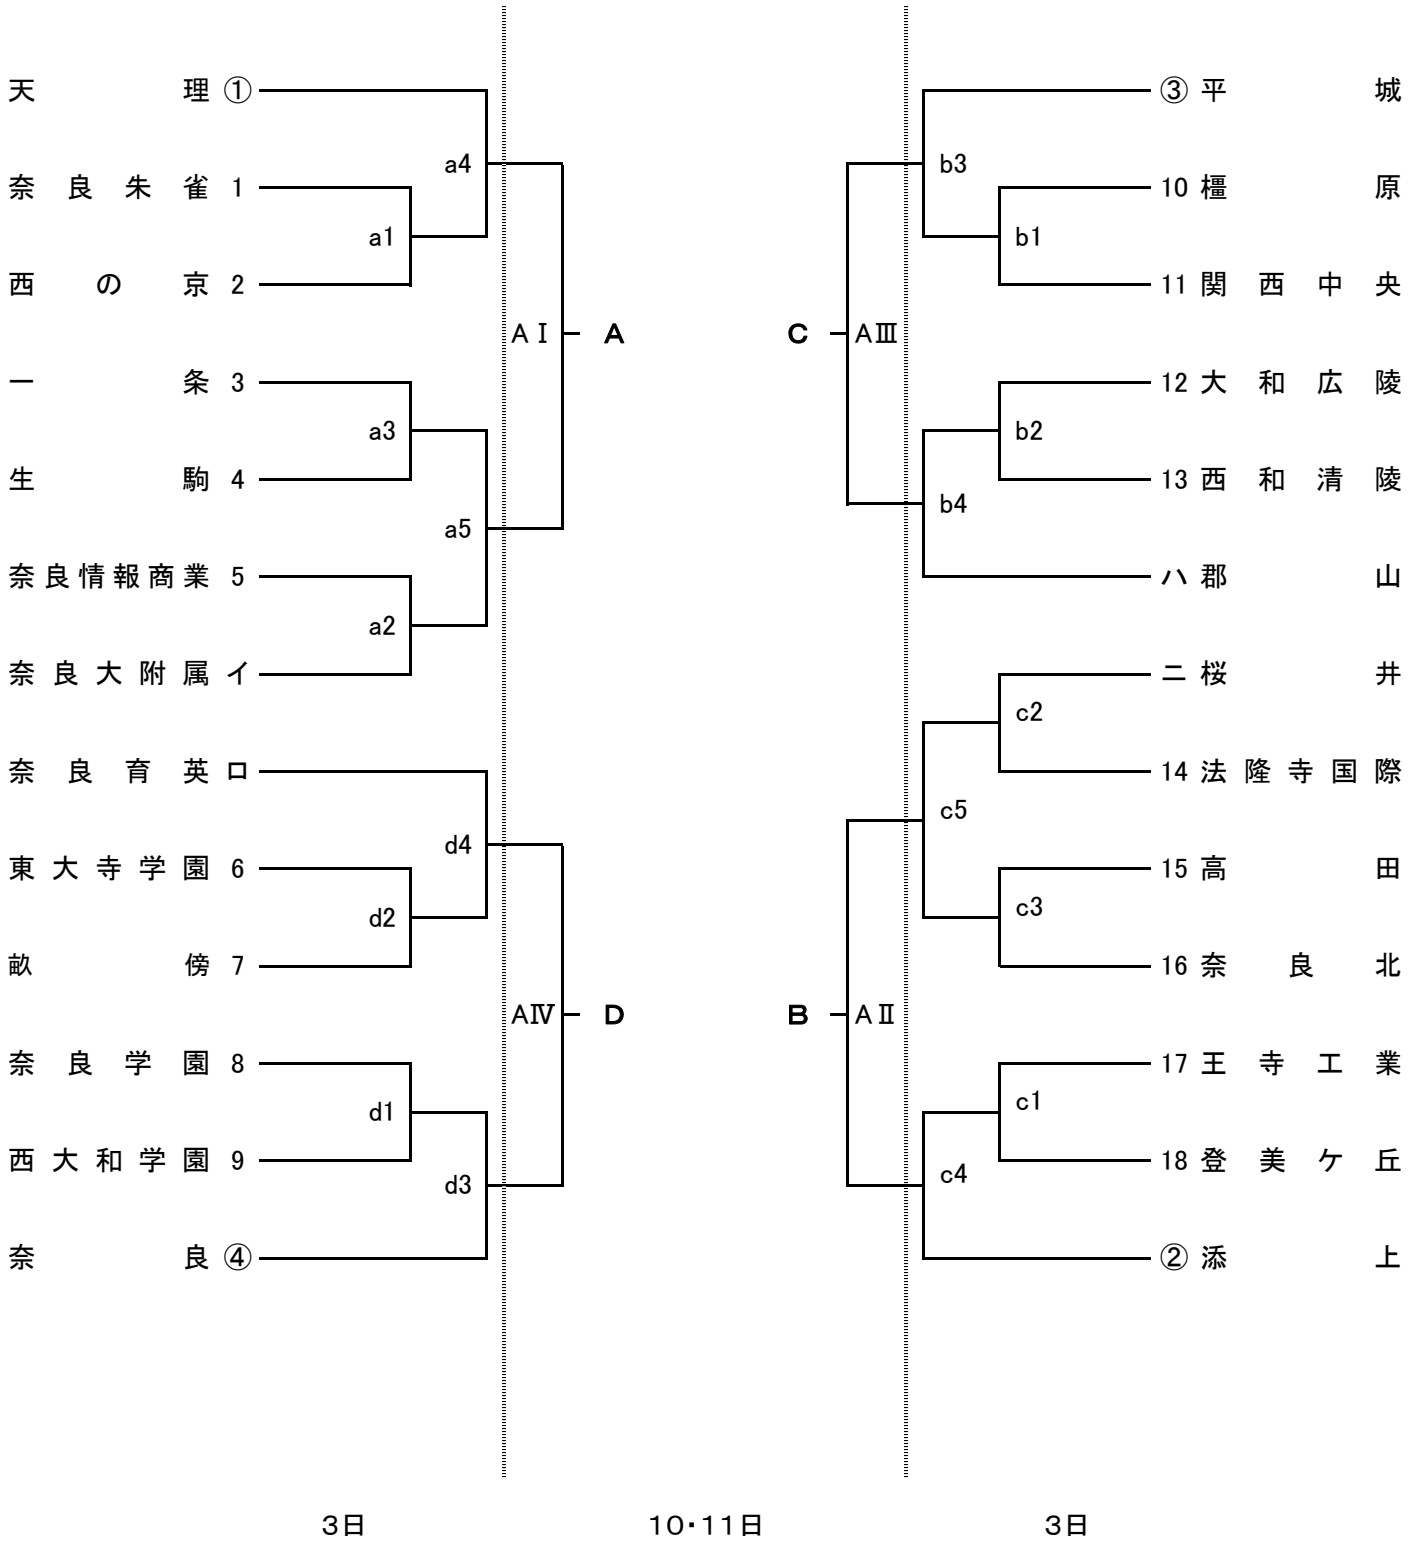 天理 ① ③ 平城
a4 b3
奈良朱雀 1 10 橿原
a1 b1
西の京 2 11 関西中央
AⅠ A C AⅢ
一条 3 12 大和広陵
a3 b2
生駒 4 13 西和清陵
a5 b4
奈良情報商業 5 ハ 郡山
a2
奈良大附属 イ ニ 桜井
c2
奈良育英 ロ 14 法隆寺国際
d4 c5
東大寺学園 6 15 高田
d2 c3
畝傍 7 16 奈良北
AⅣ D B AⅡ
奈良学園 8 17 王寺工業
d1 c1
西大和学園 9 18 登美ケ丘
d3 c4
奈良 ④ ② 添上
3日 10・11日 3日